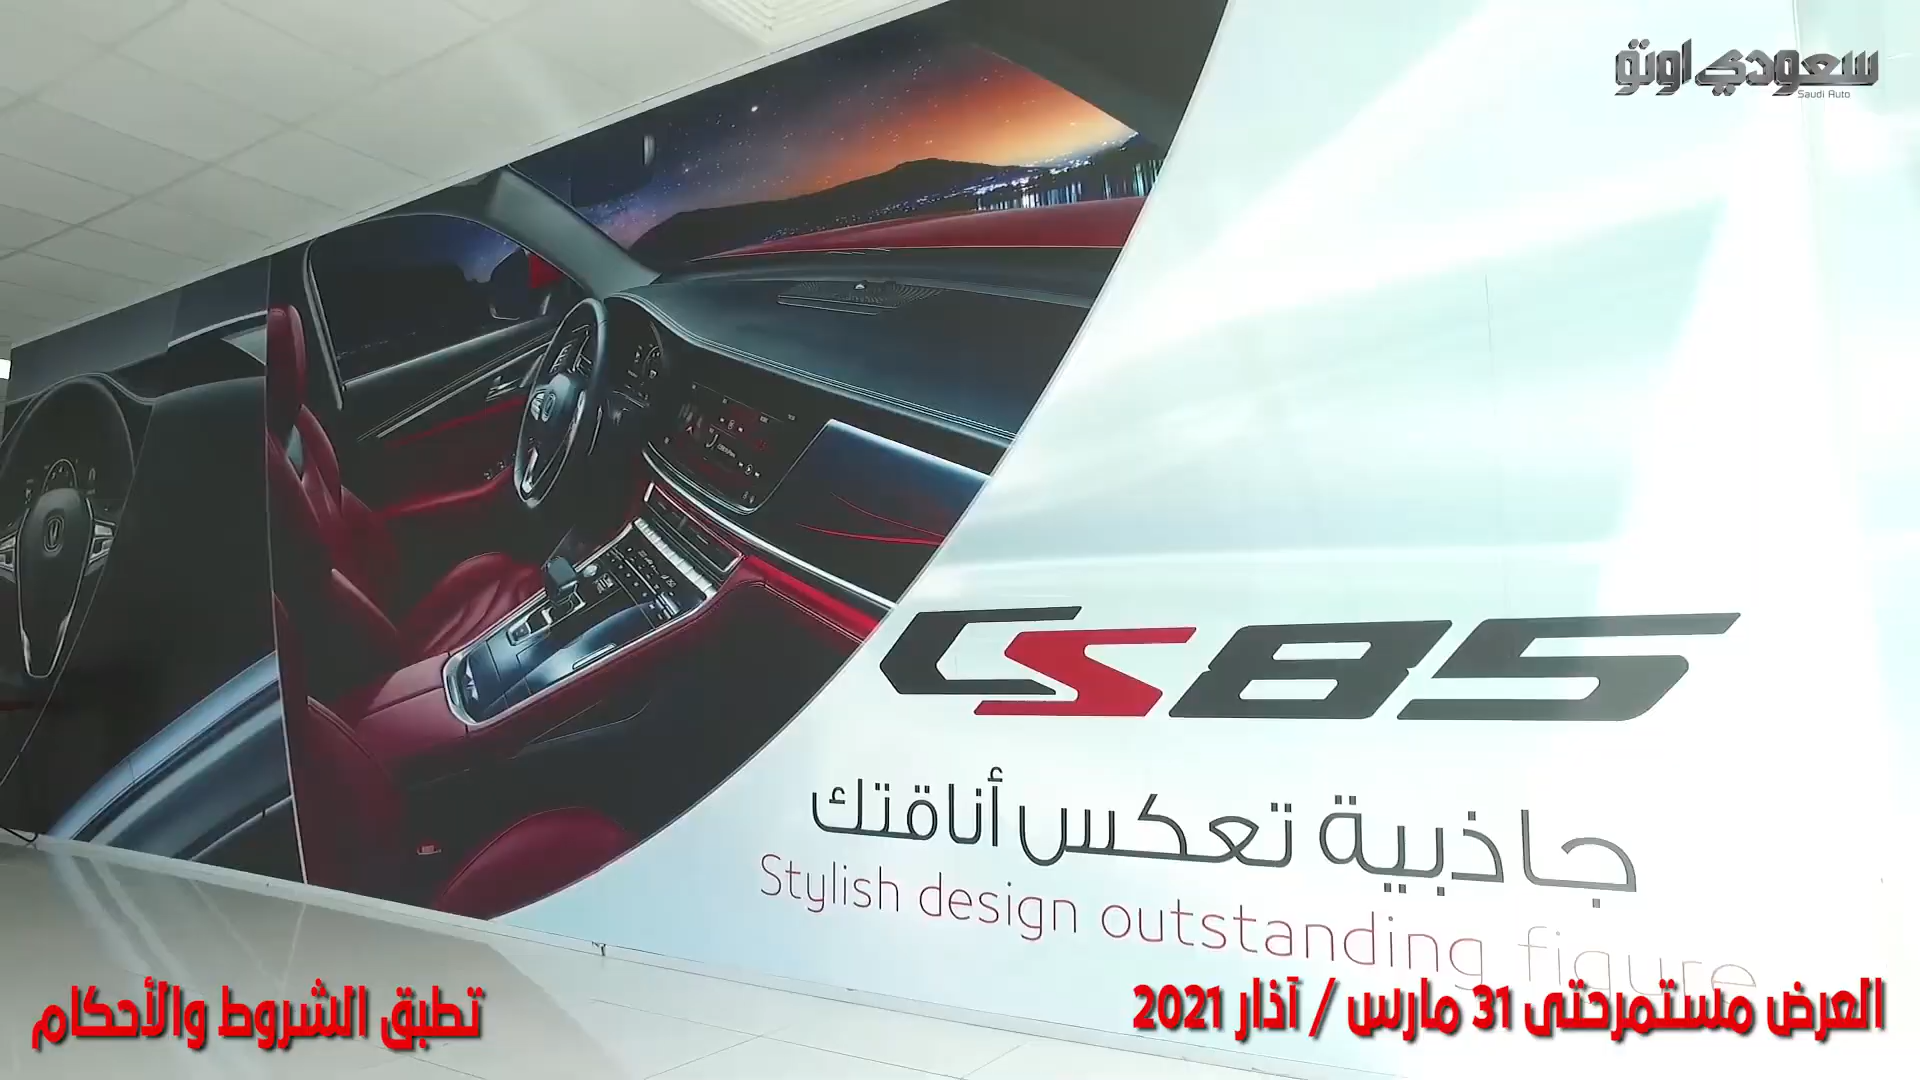 سعودي اوتو
Saudi Auto
CS85
جاذبية تعكس أناقتك
Stylish design outstanding figure
العرض مستمرحتى 31 مارس / آذار 2021
تطبق الشروط والأحكام